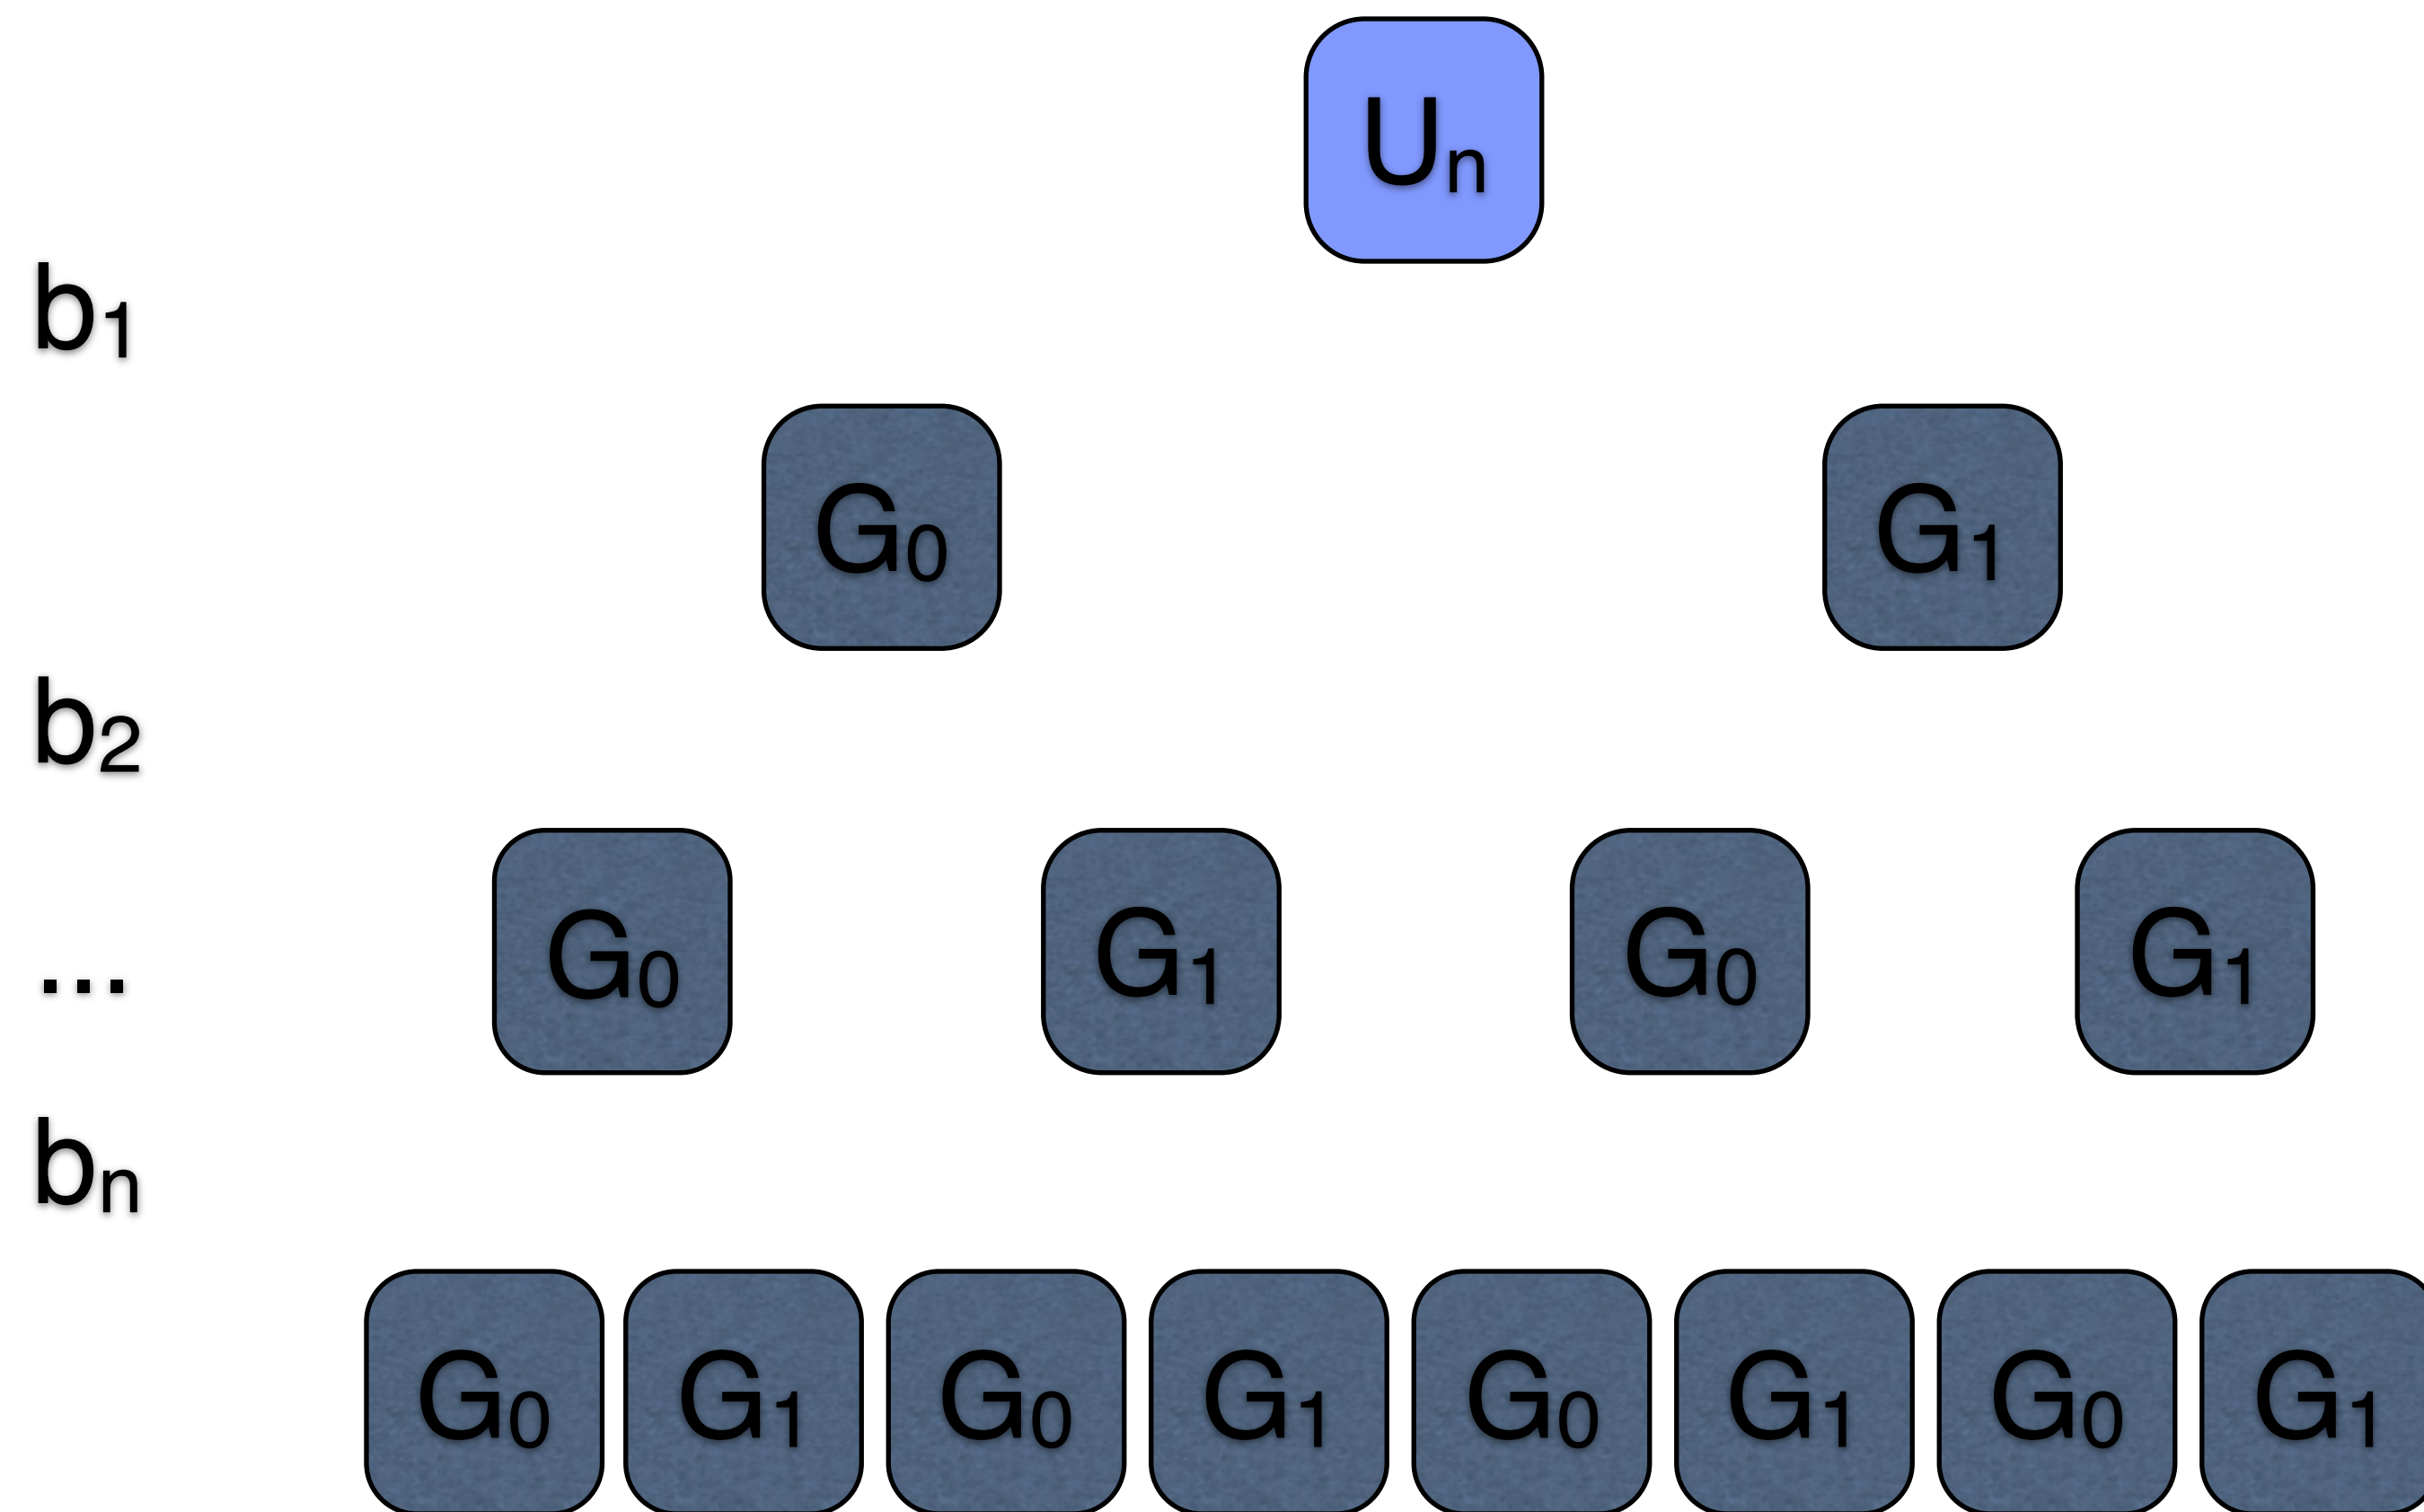 Uₙ
b₁
G₀ G₁
b₂
G₀ G₁ G₀ G₁
...
bₙ
G₀ G₁ G₀ G₁ G₀ G₁ G₀ G₁